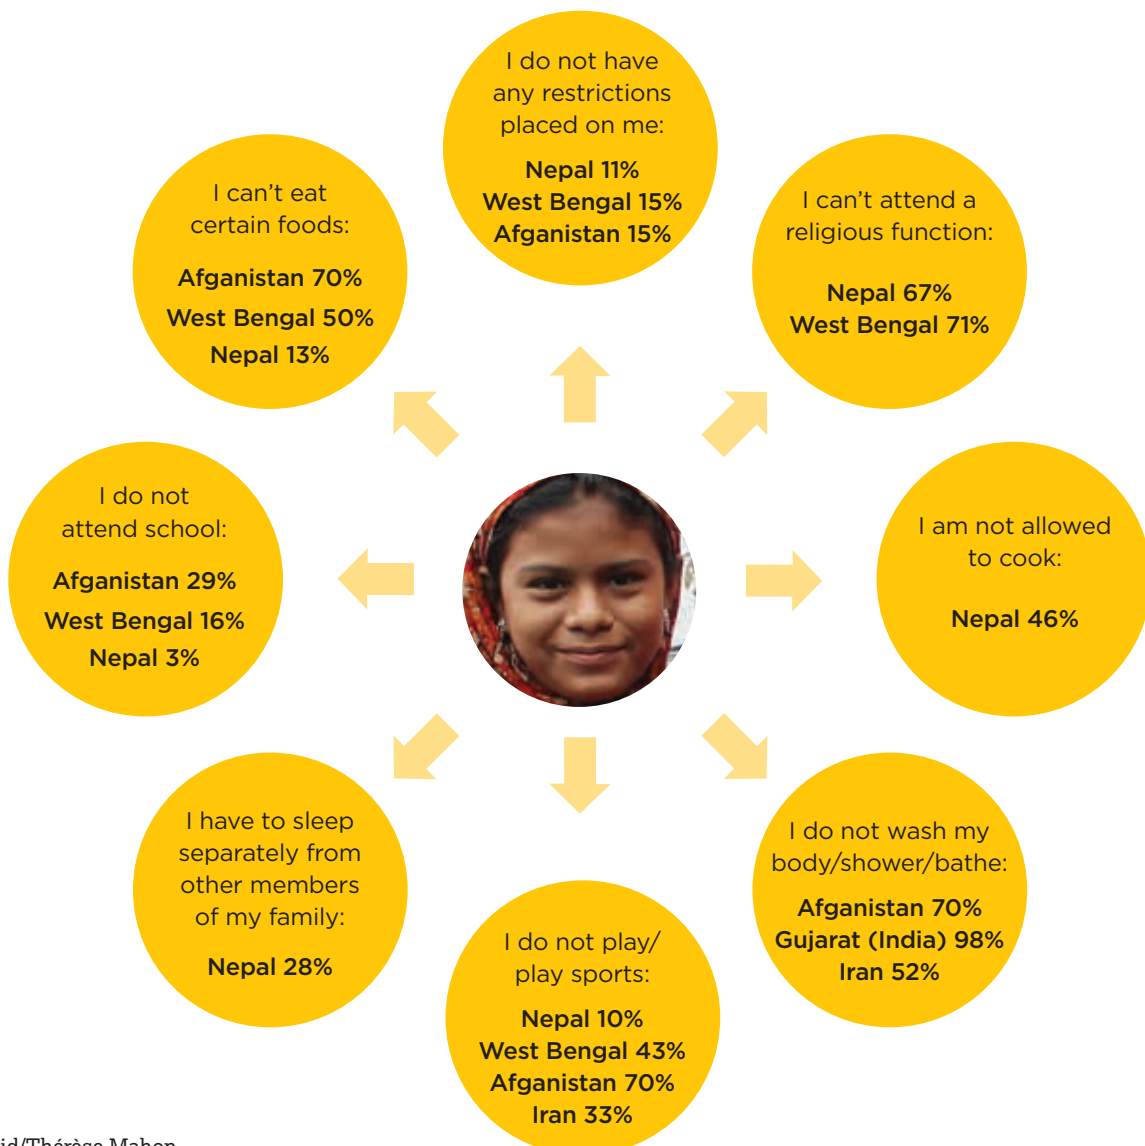 I do not have
any restrictions
placed on me:
Nepal 11%
West Bengal 15%
Afganistan 15%
I can't attend a
religious function:
Nepal 67%
West Bengal 71%
I am not allowed
to cook:
Nepal 46%
I do not wash my
body/shower/bathe:
Afganistan 70%
Gujarat (India) 98%
Iran 52%
I do not play/
play sports:
Nepal 10%
West Bengal 43%
Afganistan 70%
Iran 33%
I have to sleep
separately from
other members
of my family:
Nepal 28%
I do not
attend school:
Afganistan 29%
West Bengal 16%
Nepal 3%
I can’t eat
certain foods:
Afganistan 70%
West Bengal 50%
Nepal 13%
id/Thérèse Mahon